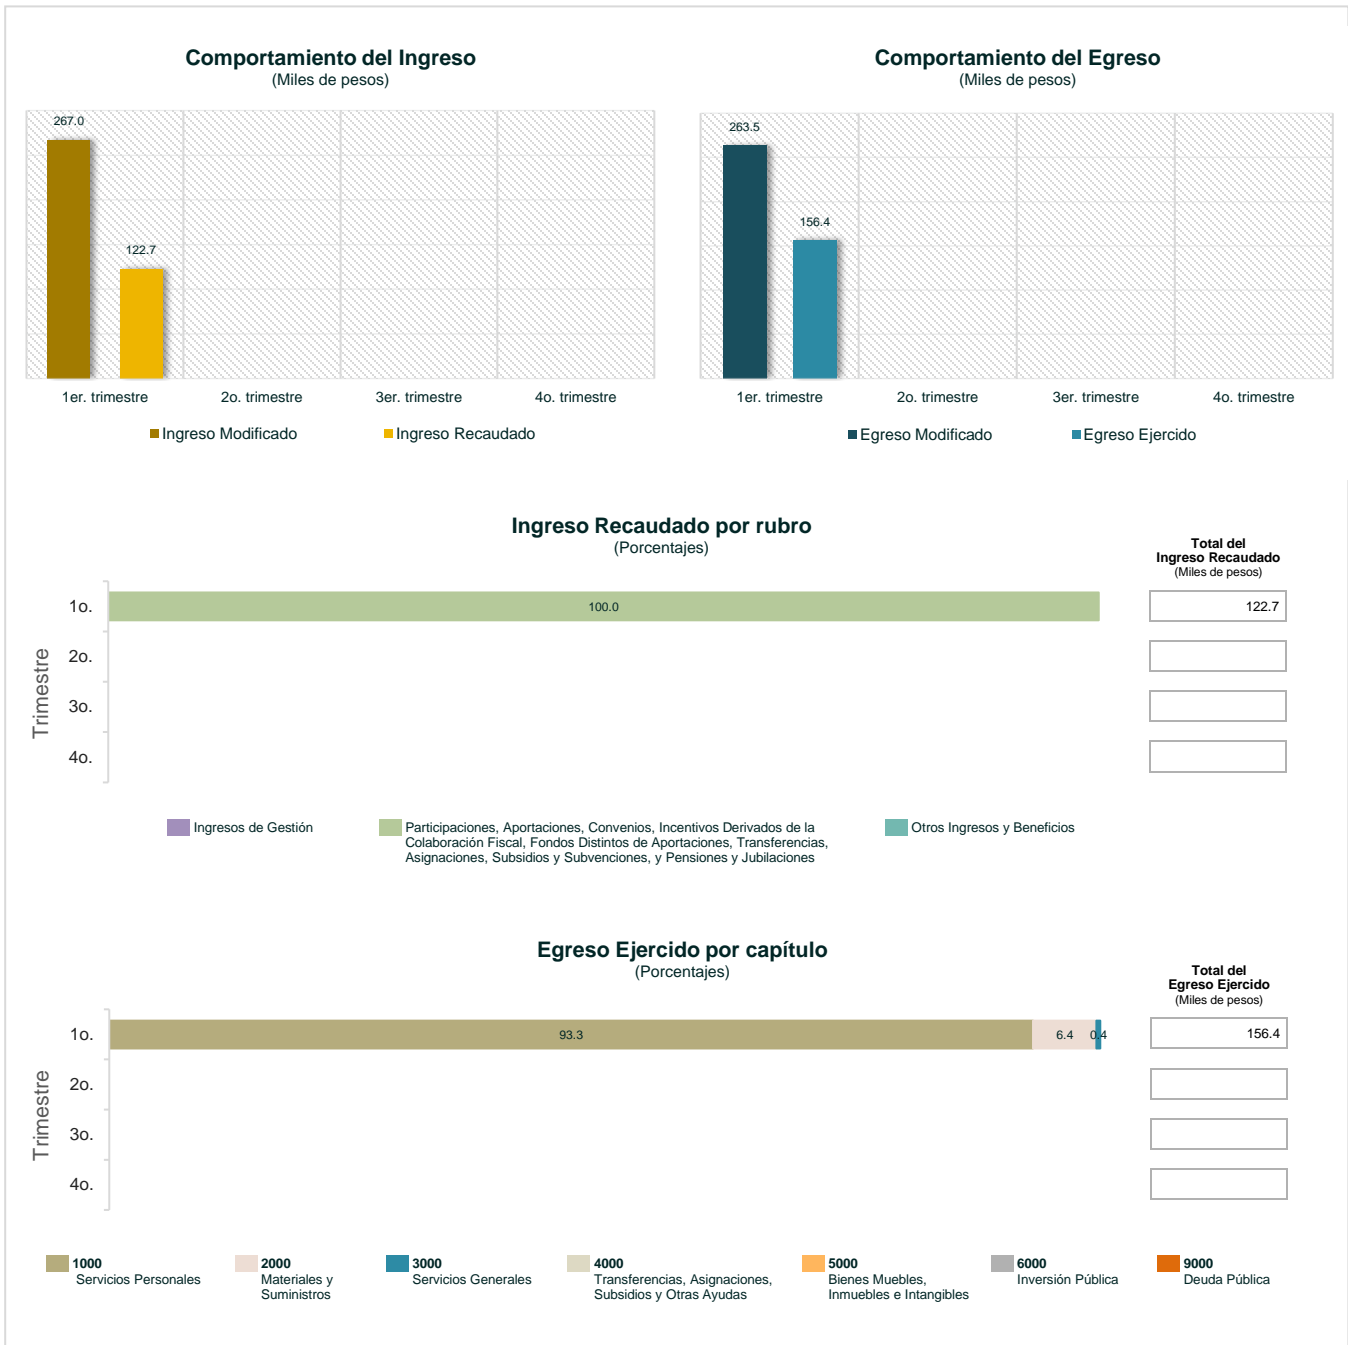 Comportamiento del Ingreso
(Miles de pesos)
267.0
122.7
1er. trimestre
2o. trimestre
3er. trimestre
4o. trimestre
Ingreso Modificado
Ingreso Recaudado
Comportamiento del Egreso
(Miles de pesos)
263.5
156.4
1er. trimestre
2o. trimestre
3er. trimestre
4o. trimestre
Egreso Modificado
Egreso Ejercido
Ingreso Recaudado por rubro
(Porcentajes)
Total del
Ingreso Recaudado
(Miles de pesos)
Trimestre
1o.
100.0
122.7
2o.
3o.
4o.
Ingresos de Gestión
Participaciones, Aportaciones, Convenios, Incentivos Derivados de la
Colaboración Fiscal, Fondos Distintos de Aportaciones, Transferencias,
Asignaciones, Subsidios y Subvenciones, y Pensiones y Jubilaciones
Otros Ingresos y Beneficios
Egreso Ejercido por capítulo
(Porcentajes)
Total del
Egreso Ejercido
(Miles de pesos)
Trimestre
1o.
93.3
6.4
0.4
156.4
2o.
3o.
4o.
1000
Servicios Personales
2000
Materiales y
Suministros
3000
Servicios Generales
4000
Transferencias, Asignaciones,
Subsidios y Otras Ayudas
5000
Bienes Muebles,
Inmuebles e Intangibles
6000
Inversión Pública
9000
Deuda Pública